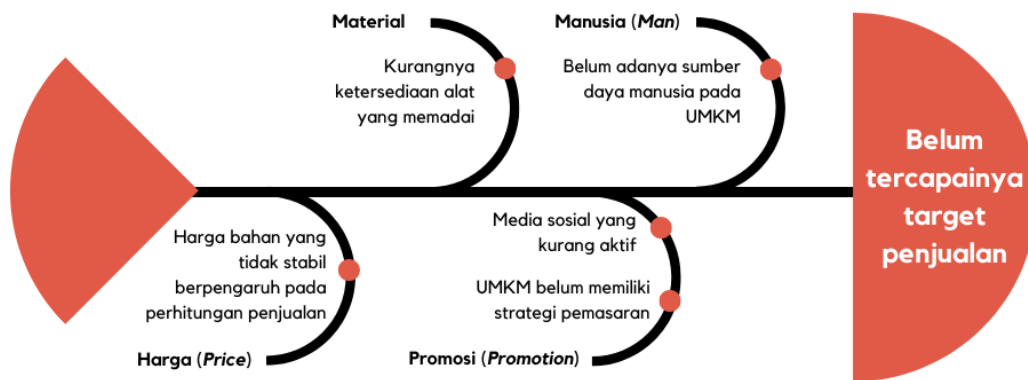 Material
Kurangnya
ketersediaan alat
yang memadai
Manusia (Man)
Belum adanya sumber
daya manusia pada
UMKM
Belum
tercapainya
target
penjualan
Harga bahan yang
tidak stabil
berpengaruh pada
perhitungan penjualan
Harga (Price)
Media sosial yang
kurang aktif
UMKM belum memiliki
strategi pemasaran
Promosi (Promotion)